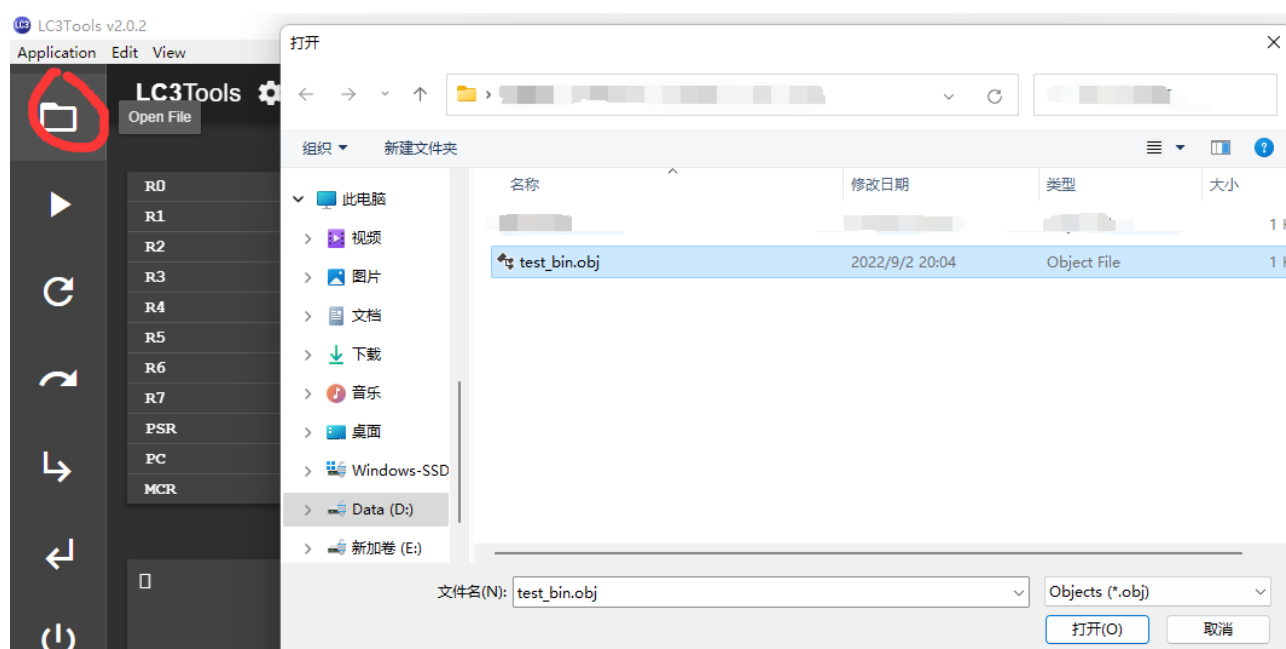 LC3Tools v2.0.2
Application Edit View
LC3Tools
Open File
R0
R1
R2
R3
R4
R5
R6
R7
PSR
PC
MCR
打开
组织 新建文件夹
此电脑
视频
图片
文档
下载
音乐
桌面
Windows-SSD
Data (D:)
新加卷 (E:)
名称 修改日期 类型 大小
1
test_bin.obj 2022/9/2 20:04 Object File 1
文件名(N): test_bin.obj Objects (*.obj)
打开(O) 取消